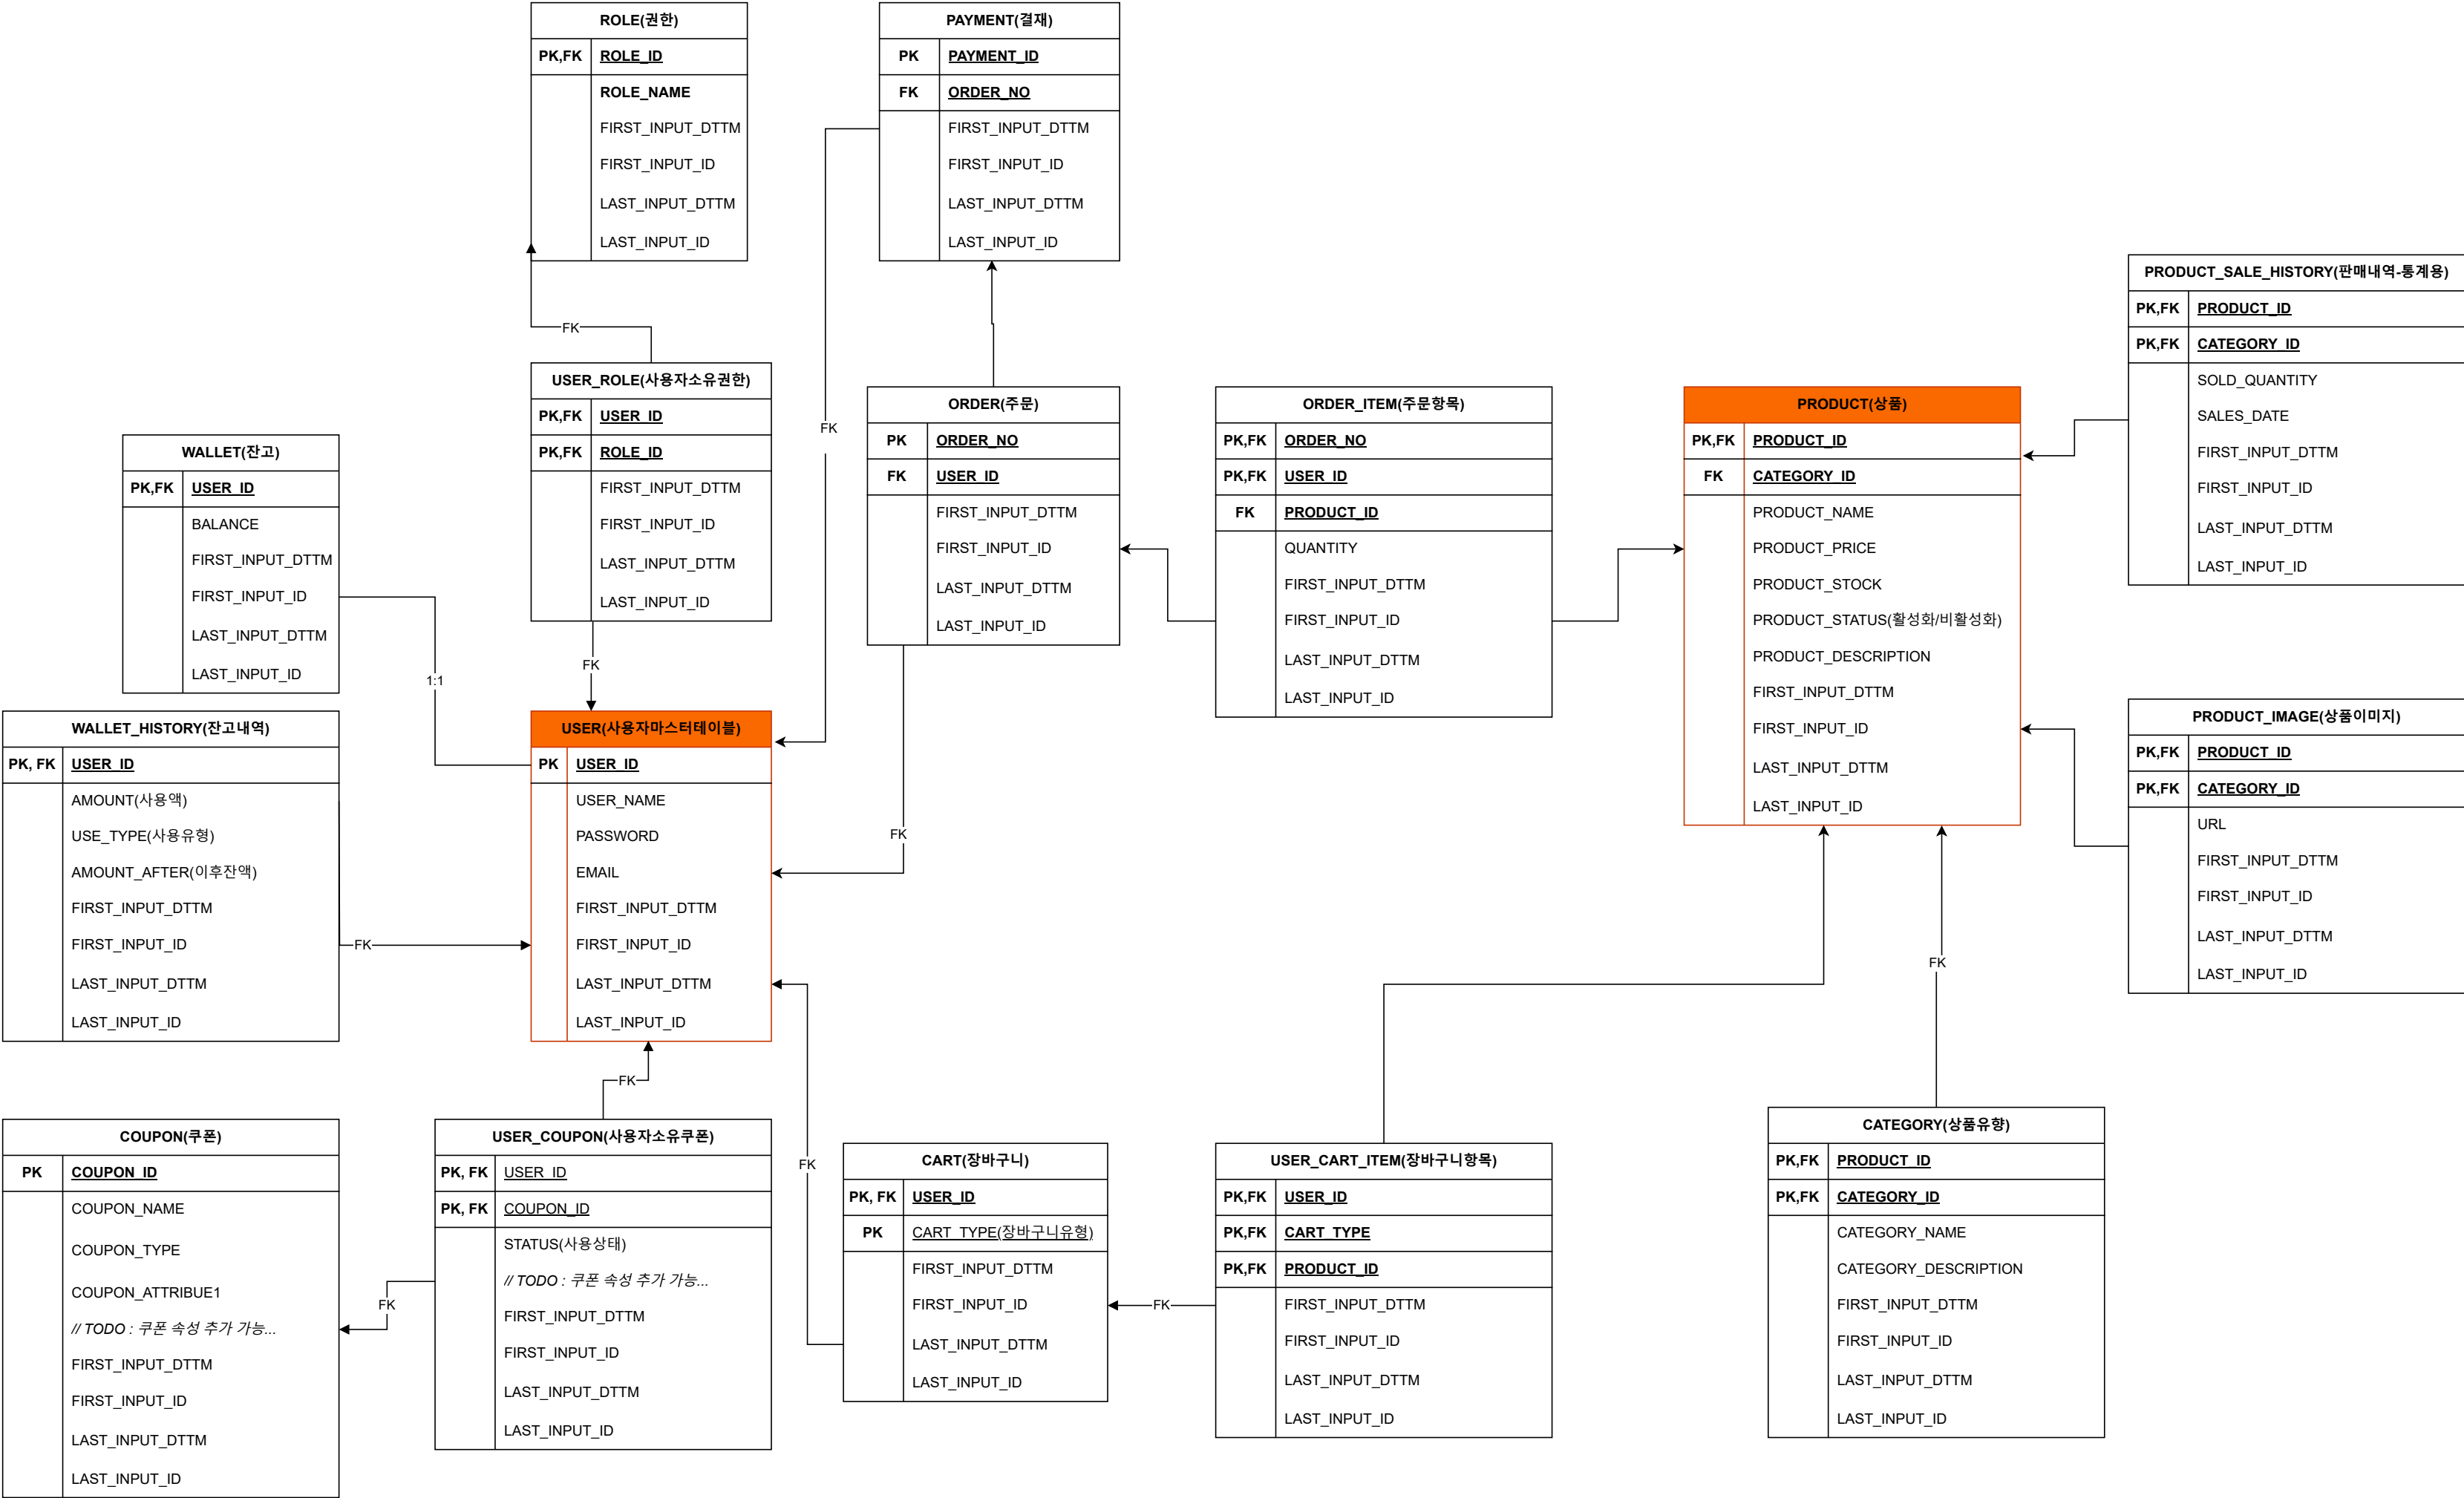 ROLE(권한)
PK,FK ROLE_ID
ROLE_NAME
FIRST_INPUT_DTTM
FIRST_INPUT_ID
LAST_INPUT_DTTM
LAST_INPUT_ID
PAYMENT(결재)
PK PAYMENT_ID
FK ORDER_NO
FIRST_INPUT_DTTM
FIRST_INPUT_ID
LAST_INPUT_DTTM
LAST_INPUT_ID
PRODUCT_SALE_HISTORY(판매내역-통계용)
PK,FK PRODUCT_ID
PK,FK CATEGORY_ID
SOLD_QUANTITY
SALES_DATE
FIRST_INPUT_DTTM
FIRST_INPUT_ID
LAST_INPUT_DTTM
LAST_INPUT_ID
FK
USER_ROLE(사용자소유권한)
PK,FK USER_ID
PK,FK ROLE_ID
FIRST_INPUT_DTTM
FIRST_INPUT_ID
LAST_INPUT_DTTM
LAST_INPUT_ID
FK
FK
ORDER(주문)
PK ORDER_NO
FK USER_ID
FIRST_INPUT_DTTM
FIRST_INPUT_ID
LAST_INPUT_DTTM
LAST_INPUT_ID
FK
ORDER_ITEM(주문항목)
PK,FK ORDER_NO
PK,FK USER_ID
FK PRODUCT_ID
QUANTITY
FIRST_INPUT_DTTM
FIRST_INPUT_ID
LAST_INPUT_DTTM
LAST_INPUT_ID
PRODUCT(상품)
PK,FK PRODUCT_ID
FK CATEGORY_ID
PRODUCT_NAME
PRODUCT_PRICE
PRODUCT_STOCK
PRODUCT_STATUS(활성화/비활성화)
PRODUCT_DESCRIPTION
FIRST_INPUT_DTTM
FIRST_INPUT_ID
LAST_INPUT_DTTM
LAST_INPUT_ID
WALLET(잔고)
PK,FK USER_ID
BALANCE
FIRST_INPUT_DTTM
FIRST_INPUT_ID
LAST_INPUT_DTTM
LAST_INPUT_ID
1:1
WALLET_HISTORY(잔고내역)
PK, FK USER_ID
AMOUNT(사용액)
USE_TYPE(사용유형)
AMOUNT_AFTER(이후잔액)
FIRST_INPUT_DTTM
FIRST_INPUT_ID
LAST_INPUT_DTTM
LAST_INPUT_ID
FK
USER(사용자마스터테이블)
PK USER_ID
USER_NAME
PASSWORD
EMAIL
FIRST_INPUT_DTTM
FIRST_INPUT_ID
LAST_INPUT_DTTM
LAST_INPUT_ID
PRODUCT_IMAGE(상품이미지)
PK,FK PRODUCT_ID
PK,FK CATEGORY_ID
URL
FIRST_INPUT_DTTM
FIRST_INPUT_ID
LAST_INPUT_DTTM
LAST_INPUT_ID
FK
FK
COUPON(쿠폰)
PK COUPON_ID
COUPON_NAME
COUPON_TYPE
COUPON_ATTRIBUE1
// TODO : 쿠폰 속성 추가 가능...
FIRST_INPUT_DTTM
FIRST_INPUT_ID
LAST_INPUT_DTTM
LAST_INPUT_ID
FK
USER_COUPON(사용자소유쿠폰)
PK, FK USER_ID
PK, FK COUPON_ID
STATUS(사용상태)
// TODO : 쿠폰 속성 추가 가능...
FIRST_INPUT_DTTM
FIRST_INPUT_ID
LAST_INPUT_DTTM
LAST_INPUT_ID
FK
CART(장바구니)
PK, FK USER_ID
PK CART_TYPE(장바구니유형)
FIRST_INPUT_DTTM
FIRST_INPUT_ID
LAST_INPUT_DTTM
LAST_INPUT_ID
FK
USER_CART_ITEM(장바구니항목)
PK,FK USER_ID
PK,FK CART_TYPE
PK,FK PRODUCT_ID
FIRST_INPUT_DTTM
FIRST_INPUT_ID
LAST_INPUT_DTTM
LAST_INPUT_ID
CATEGORY(상품유향)
PK,FK PRODUCT_ID
PK,FK CATEGORY_ID
CATEGORY_NAME
CATEGORY_DESCRIPTION
FIRST_INPUT_DTTM
FIRST_INPUT_ID
LAST_INPUT_DTTM
LAST_INPUT_ID